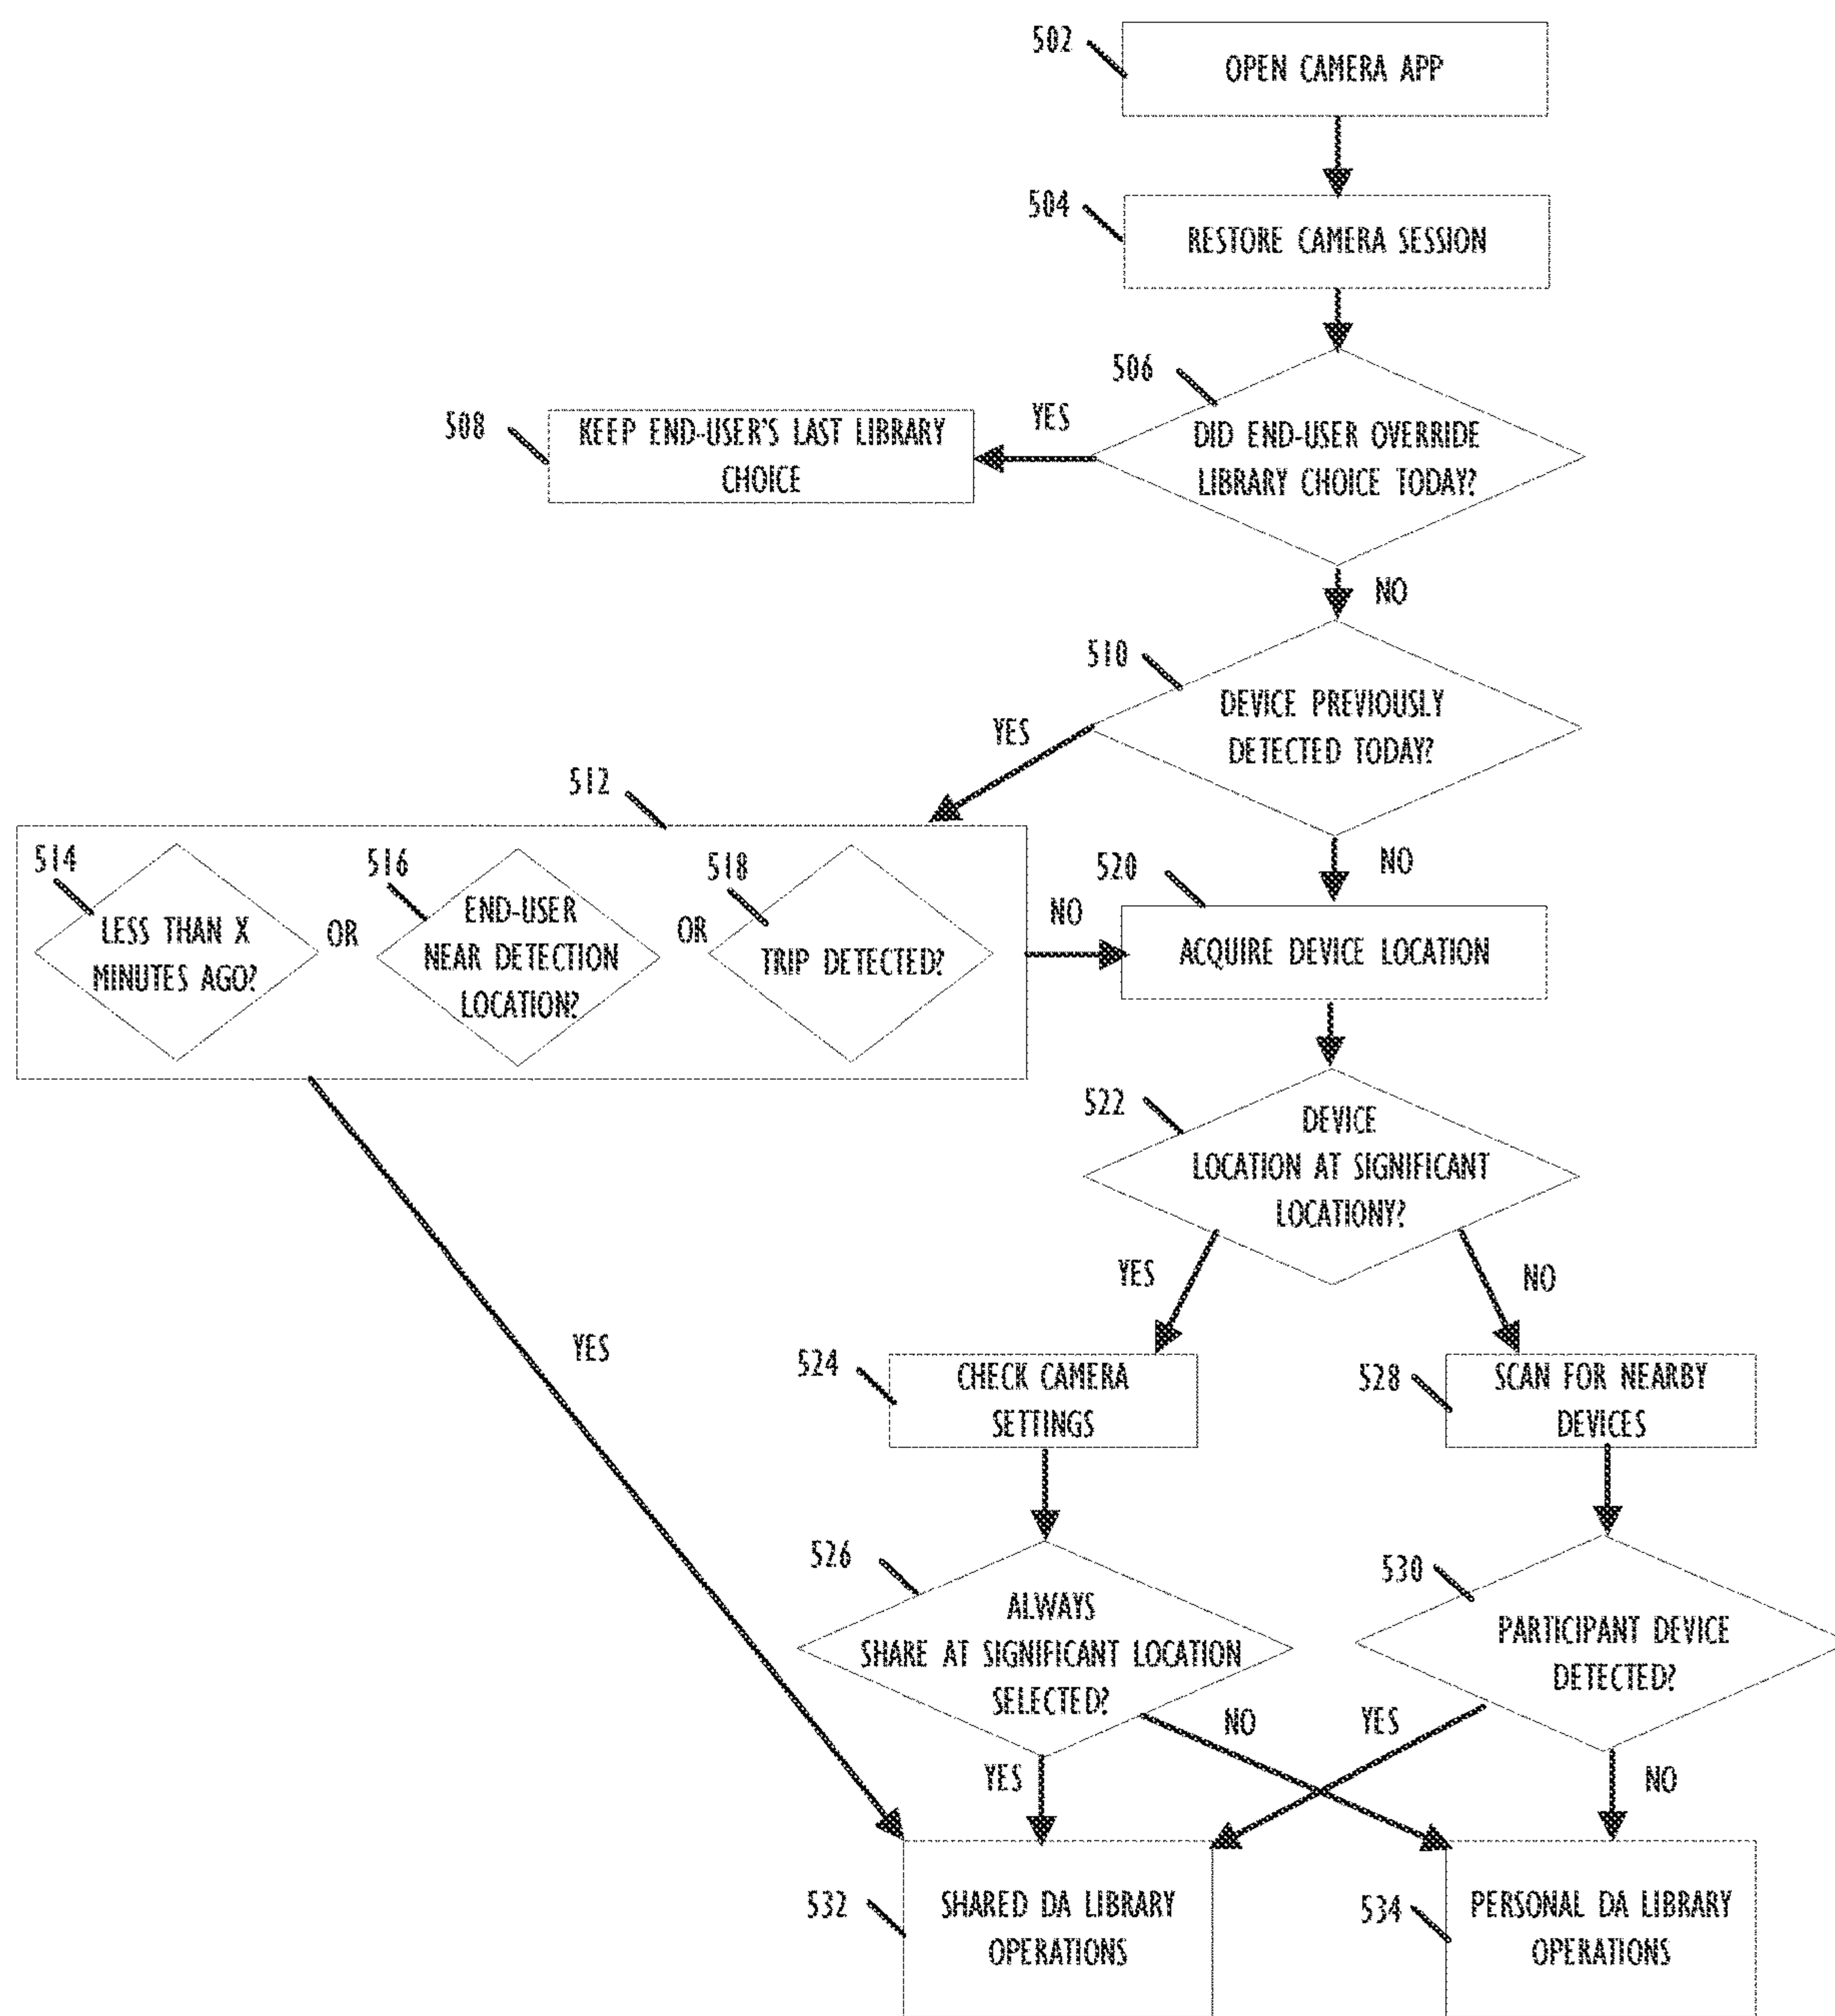 502
OPEN CAMERA APP
504
RESTORE CAMERA SESSION
506
DID END-USER OVERRIDE
LIBRARY CHOICE TODAY?
YES
508
KEEP END-USER'S LAST LIBRARY
CHOICE
NO
510
DEVICE PREVIOUSLY
DETECTED TODAY?
YES
NO
512
514
LESS THAN X
MINUTES AGO?
OR
516
END-USER
NEAR DETECTION
LOCATION?
OR
518
TRIP DETECTED?
NO
520
ACQUIRE DEVICE LOCATION
522
DEVICE
LOCATION AT SIGNIFICANT
LOCATIONY?
YES
NO
YES
524
CHECK CAMERA
SETTINGS
528
SCAN FOR NEARBY
DEVICES
526
ALWAYS
SHARE AT SIGNIFICANT LOCATION
SELECTED?
530
PARTICIPANT DEVICE
DETECTED?
YES
NO
YES
NO
532
SHARED DA LIBRARY
OPERATIONS
534
PERSONAL DA LIBRARY
OPERATIONS